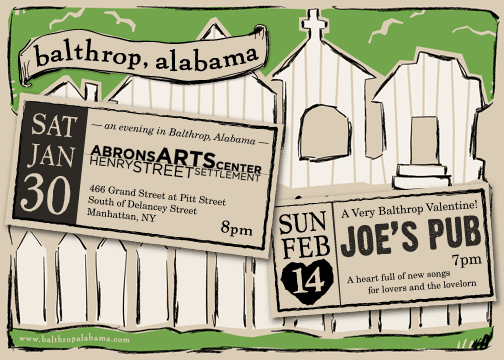 balthrop, alabama
SAT
JAN
30
— an evening in Balthrop, Alabama —
ABRONSARTSCENTER
HENRYSTREETSETTLEMENT
466 Grand Street at Pitt Street
South of Delancey Street
Manhattan, NY
8pm
SUN
FEB
14
A Very Balthrop Valentine!
JOE'S PUB
7pm
A heart full of new songs
for lovers and the lovelorn
www.balthropalabama.com